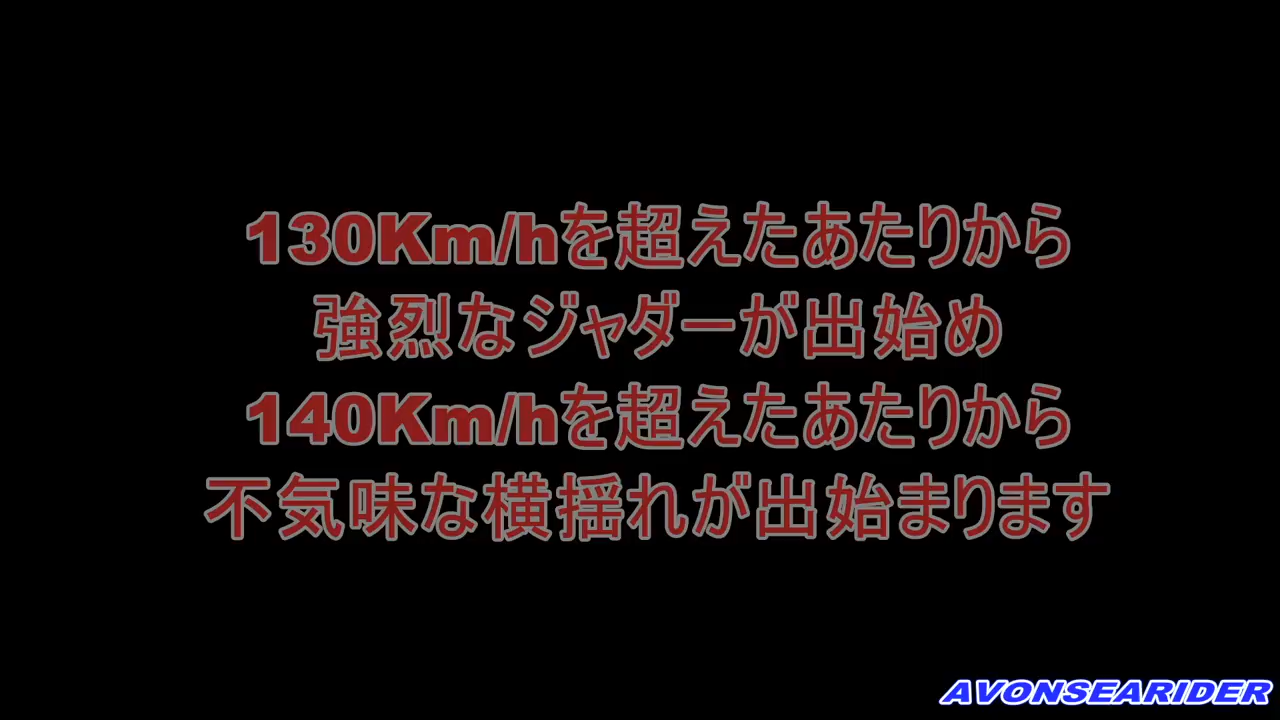 130Km/hを超えたあたりから
強烈なジャダーが出始め
140Km/hを超えたあたりから
不気味な横揺れが出始まります
AVONSEARIDER